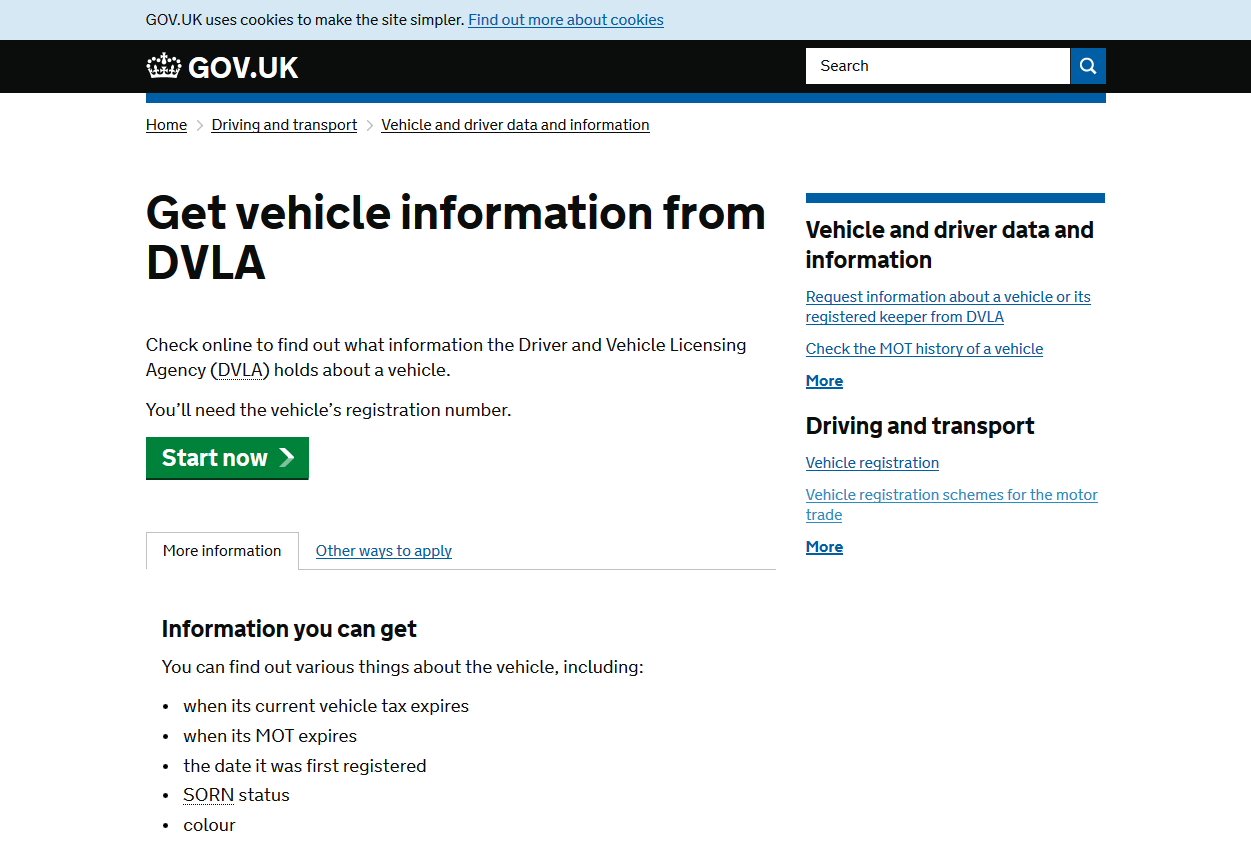 GOV.UK uses cookies to make the site simpler. Find out more about cookies
GOV.UK
Search
Home
Driving and transport
Vehicle and driver data and information
Get vehicle information from
DVLA
Check online to find out what information the Driver and Vehicle Licensing
Agency (DVLA) holds about a vehicle.
You’ll need the vehicle’s registration number.
Start now
More information
Other ways to apply
Information you can get
You can find out various things about the vehicle, including:
• when its current vehicle tax expires
• when its MOT expires
• the date it was first registered
• SORN status
• colour
Vehicle and driver data and
information
Request information about a vehicle or its
registered keeper from DVLA
Check the MOT history of a vehicle
More
Driving and transport
Vehicle registration
Vehicle registration schemes for the motor
trade
More